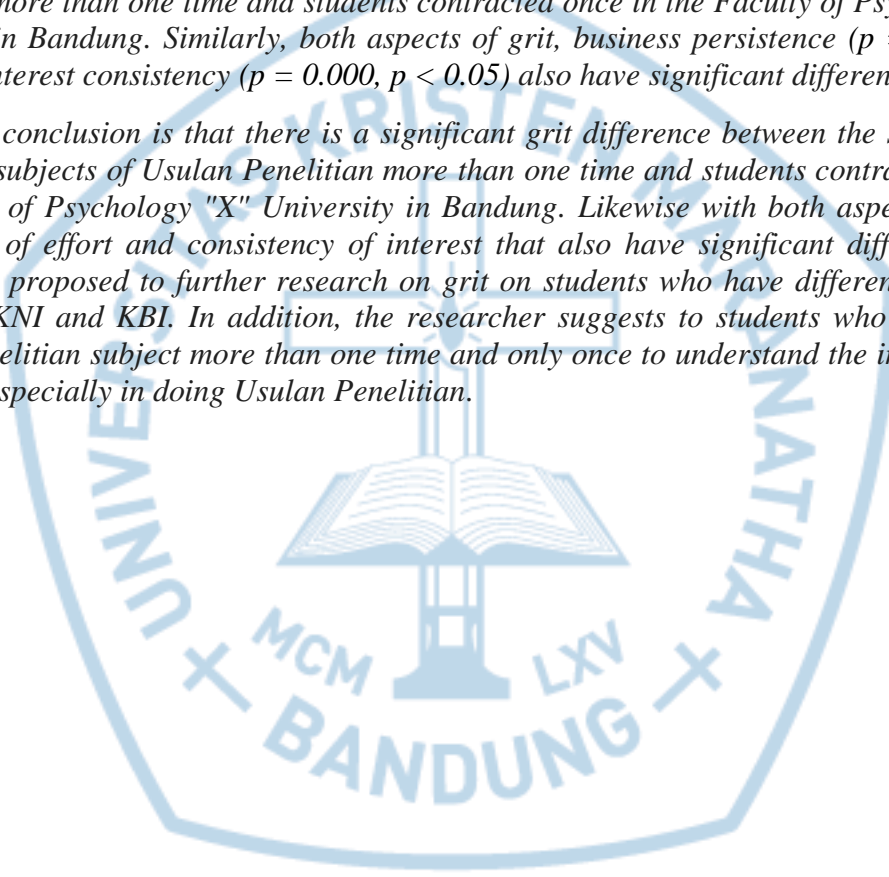 more than one time and students contracted once in the Faculty of Psy
in Bandung. Similarly, both aspects of grit, business persistence (p =
nterest consistency (p = 0.000, p < 0.05) also have significant differen
conclusion is that there is a significant grit difference between the s
subjects of Usulan Penelitian more than one time and students contra
of Psychology "X" University in Bandung. Likewise with both aspe
of effort and consistency of interest that also have significant diff
proposed to further research on grit on students who have differen
KNI and KBI. In addition, the researcher suggests to students who
elitian subject more than one time and only once to understand the i
specially in doing Usulan Penelitian.
UNIVERSITAS KRISTEN MARANATHA
MCM LXV
BANDUNG